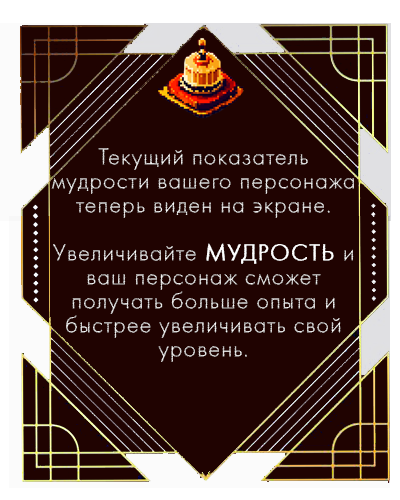 Текущий показатель
мудрости вашего персонажа
теперь виден на экране.
Увеличивайте МУДРОСТЬ и
ваш персонаж сможет
получать больше опыта и
быстрее увеличивать свой
уровень.